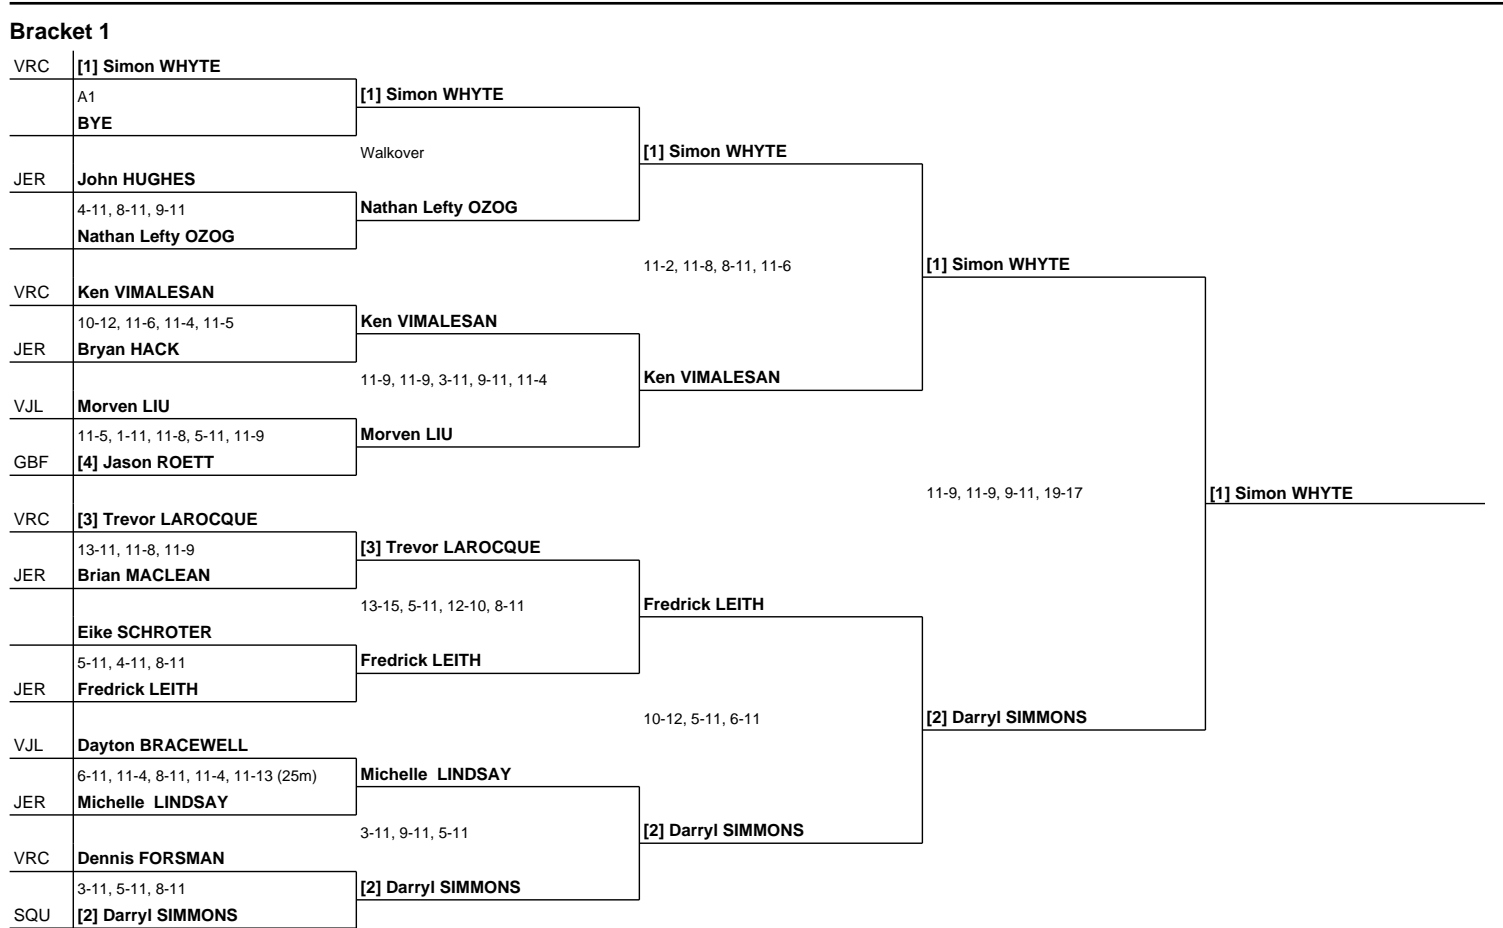 Bracket 1
VRC [1] Simon WHYTE
A1 [1] Simon WHYTE
BYE
Walkover [1] Simon WHYTE
JER John HUGHES
4-11, 8-11, 9-11 Nathan Lefty OZOG
Nathan Lefty OZOG
11-2, 11-8, 8-11, 11-6 [1] Simon WHYTE
VRC Ken VIMALESAN
10-12, 11-6, 11-4, 11-5 Ken VIMALESAN
JER Bryan HACK
11-9, 11-9, 3-11, 9-11, 11-4 Ken VIMALESAN
VJL Morven LIU
11-5, 1-11, 11-8, 5-11, 11-9 Morven LIU
GBF [4] Jason ROETT
11-9, 11-9, 9-11, 19-17 [1] Simon WHYTE
VRC [3] Trevor LAROCQUE
13-11, 11-8, 11-9 [3] Trevor LAROCQUE
JER Brian MACLEAN
13-15, 5-11, 12-10, 8-11 Fredrick LEITH
Eike SCHROTER
5-11, 4-11, 8-11 Fredrick LEITH
JER Fredrick LEITH
10-12, 5-11, 6-11 [2] Darryl SIMMONS
VJL Dayton BRACEWELL
6-11, 11-4, 8-11, 11-4, 11-13 (25m) Michelle LINDSAY
JER Michelle LINDSAY
3-11, 9-11, 5-11 [2] Darryl SIMMONS
VRC Dennis FORSMAN
3-11, 5-11, 8-11 [2] Darryl SIMMONS
SQU [2] Darryl SIMMONS